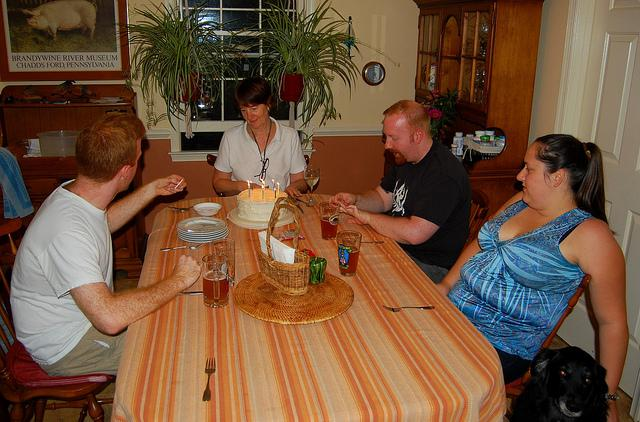 BRANDYWINE RIVER MUSEUM
CHADDS FORD, PENNSYLVANIA